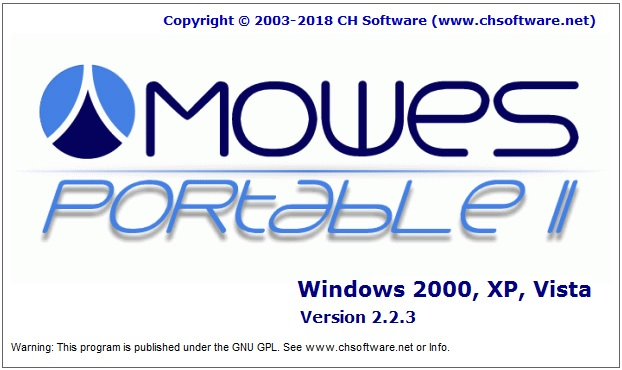 Copyright © 2003-2018 CH Software (www.chsoftware.net)
MOWES
PORtabLE II
Windows 2000, XP, Vista
Version 2.2.3
Warning: This program is published under the GNU GPL. See www.chsoftware.net or Info.